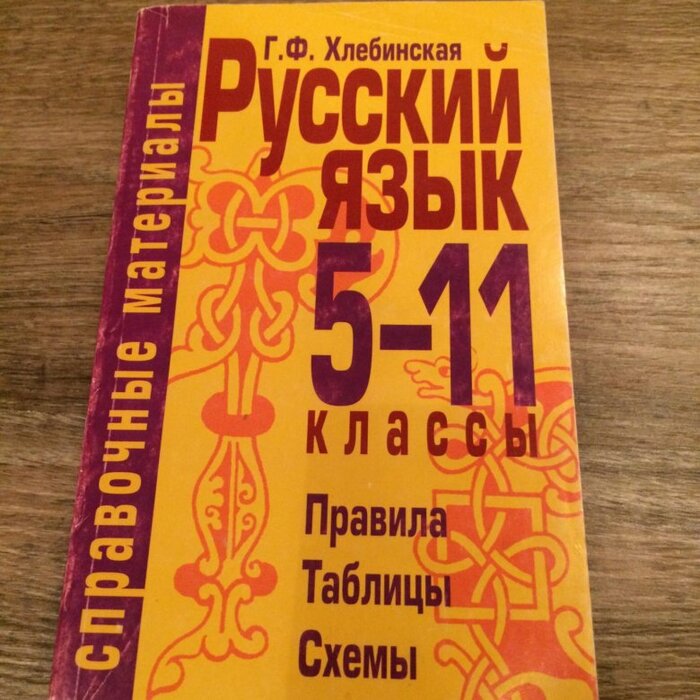 Г.Ф. Хлебинская
Русский
язык
5-11
классы
Правила
Таблицы
Схемы
справочные материалы